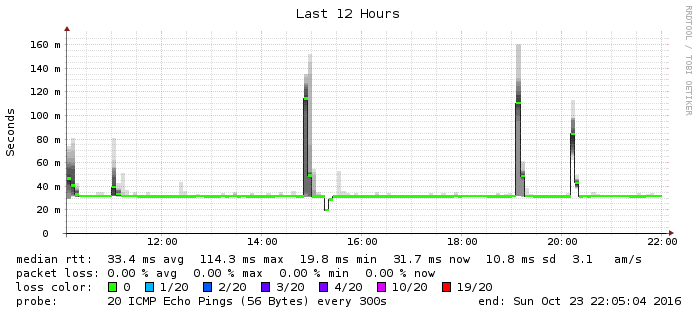 Last 12 Hours
RRDTOOL / TOBI OETIKER
Seconds
160 m
140 m
120 m
100 m
80 m
60 m
40 m
20 m
0
12:00 14:00 16:00 18:00 20:00 22:00
median rtt: 33.4 ms avg 114.3 ms max 19.8 ms min 31.7 ms now 10.8 ms sd 3.1 am/s
packet loss: 0.00 % avg 0.00 % max 0.00 % min 0.00 % now
loss color: 0 1/20 2/20 3/20 4/20 10/20 19/20
probe: 20 ICMP Echo Pings (56 Bytes) every 300s end: Sun Oct 23 22:05:04 2016